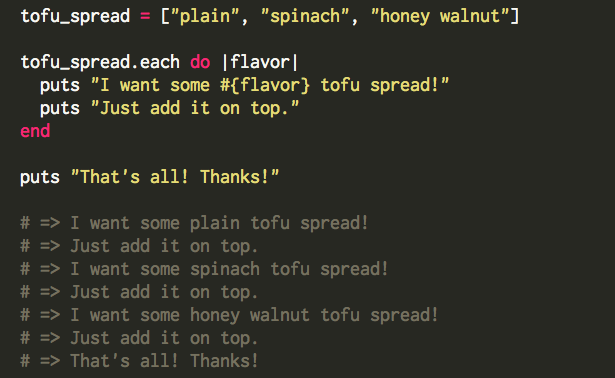 tofu_spread = ["plain", "spinach", "honey walnut"]
tofu_spread.each do |flavor|
  puts "I want some #{flavor} tofu spread!"
  puts "Just add it on top."
end
puts "That's all! Thanks!"
# => I want some plain tofu spread!
# => Just add it on top.
# => I want some spinach tofu spread!
# => Just add it on top.
# => I want some honey walnut tofu spread!
# => Just add it on top.
# => That's all! Thanks!